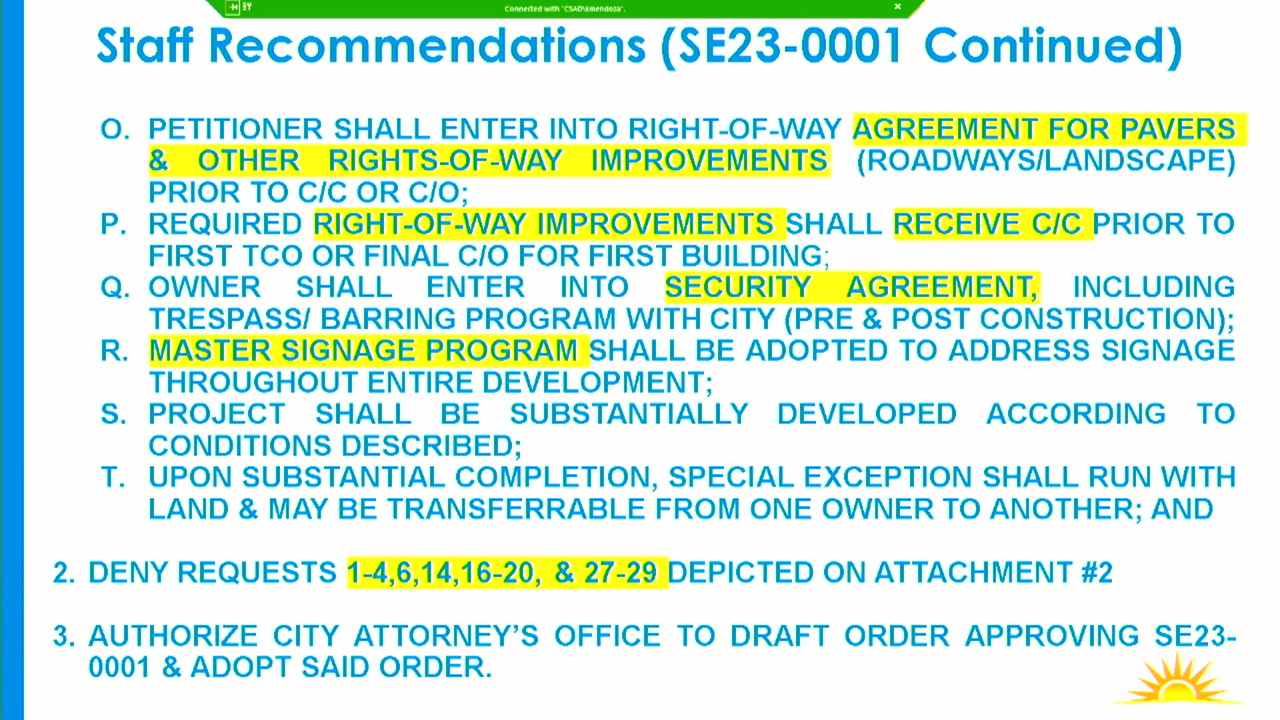 Connected with "CSAD\kmendoza".
Staff Recommendations (SE23-0001 Continued)
O. PETITIONER SHALL ENTER INTO RIGHT-OF-WAY AGREEMENT FOR PAVERS
& OTHER RIGHTS-OF-WAY IMPROVEMENTS (ROADWAYS/LANDSCAPE)
PRIOR TO C/C OR C/O;
P. REQUIRED RIGHT-OF-WAY IMPROVEMENTS SHALL RECEIVE C/C PRIOR TO
FIRST TCO OR FINAL C/O FOR FIRST BUILDING;
Q. OWNER SHALL ENTER INTO SECURITY AGREEMENT, INCLUDING
TRESPASS/ BARRING PROGRAM WITH CITY (PRE & POST CONSTRUCTION);
R. MASTER SIGNAGE PROGRAM SHALL BE ADOPTED TO ADDRESS SIGNAGE
THROUGHOUT ENTIRE DEVELOPMENT;
S. PROJECT SHALL BE SUBSTANTIALLY DEVELOPED ACCORDING TO
CONDITIONS DESCRIBED;
T. UPON SUBSTANTIAL COMPLETION, SPECIAL EXCEPTION SHALL RUN WITH
LAND & MAY BE TRANSFERRABLE FROM ONE OWNER TO ANOTHER; AND
2. DENY REQUESTS 1-4,6,14,16-20, & 27-29 DEPICTED ON ATTACHMENT #2
3. AUTHORIZE CITY ATTORNEY'S OFFICE TO DRAFT ORDER APPROVING SE23-
0001 & ADOPT SAID ORDER.